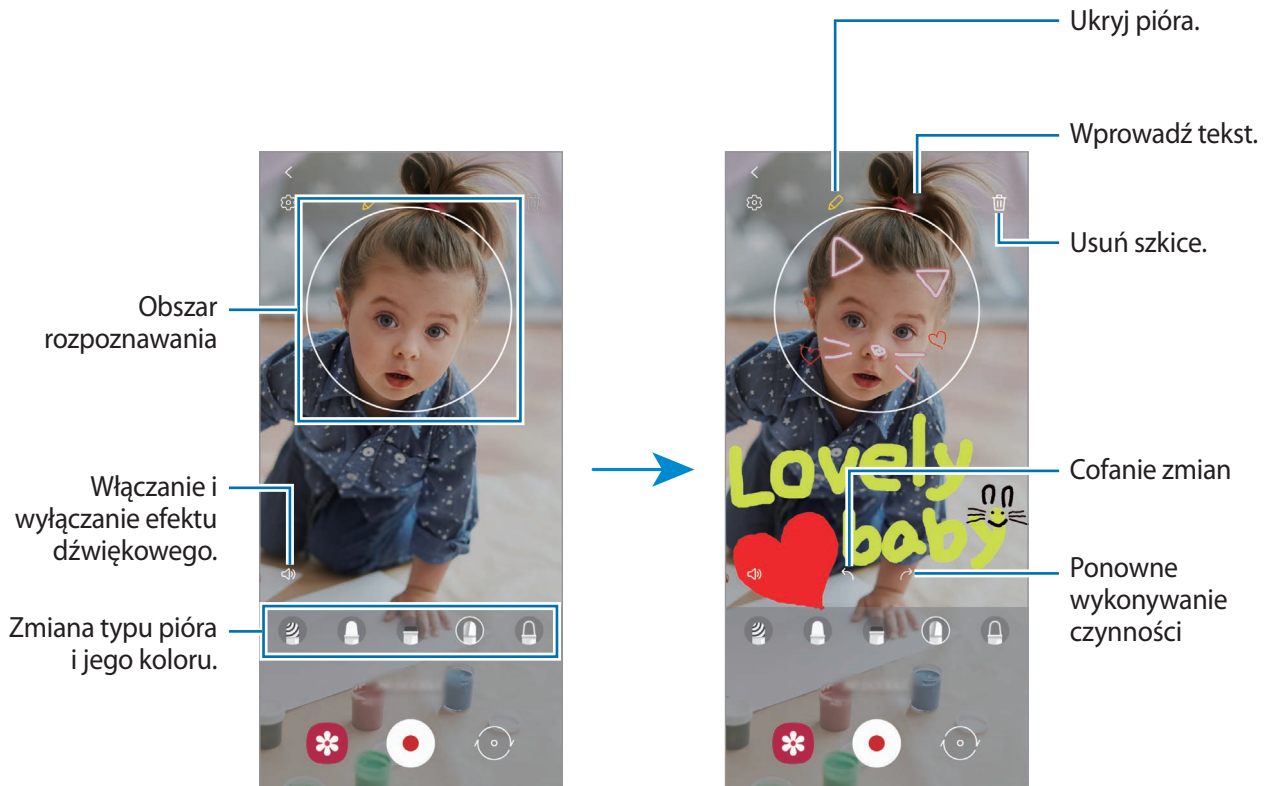 Ukryj pióra.
Wprowadź tekst.
Usuń szkice.
Obszar
rozpoznawania
Lovely
baby
Cofanie zmian
Włączanie i
wyłączanie efektu
dźwiękowego.
Ponowne
wykonywanie
czynności
Zmiana typu pióra
i jego koloru.